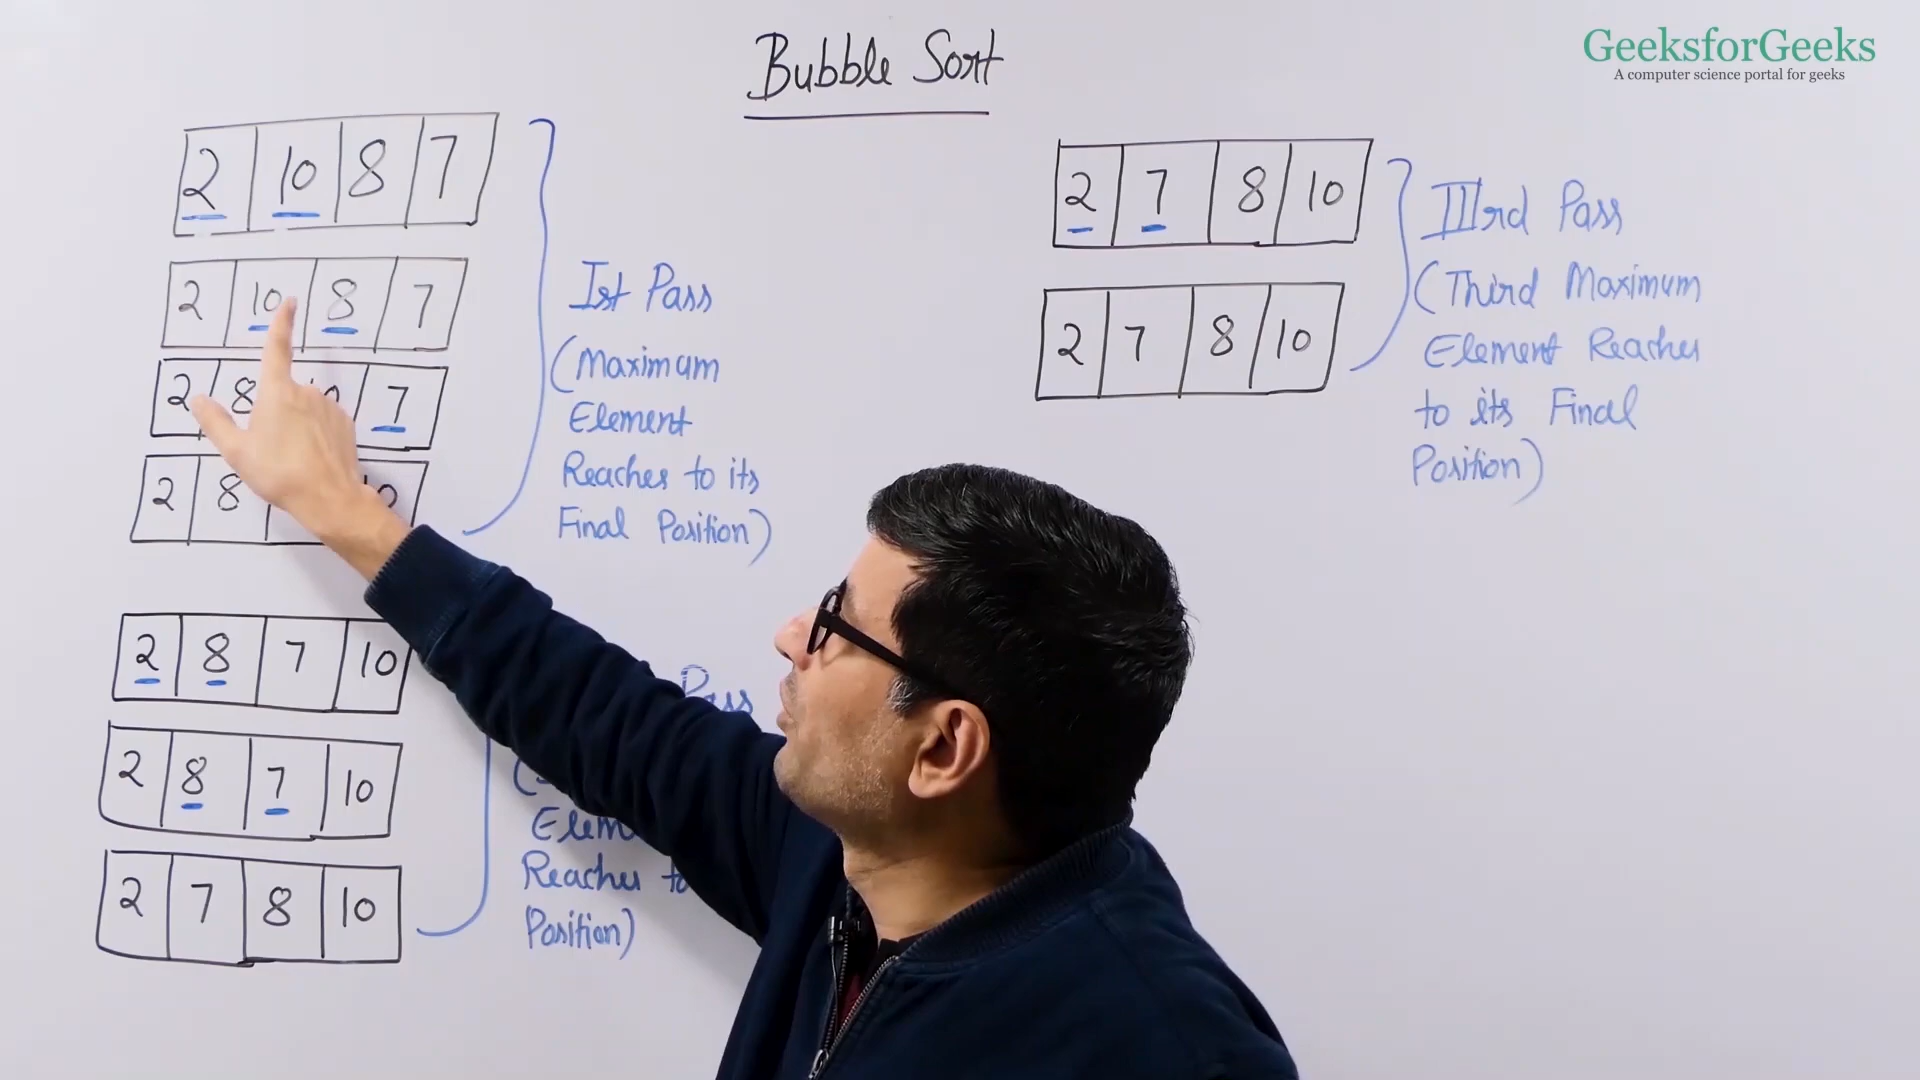 Bubble Sort
GeeksforGeeks
A computer science portal for geeks
2 10 8 7
2 10 8 7
2 8 7
2 8 10
Ist Pass
(Maximum
Element
Reaches to its
Final Position)
2 8 7 10
2 8 7 10
2 7 8 10
Pass
Reaches to
Position)
2 7 8 10
2 7 8 10
IIIrd Pass
(Third Maximum
Element Reaches
to its Final
Position)